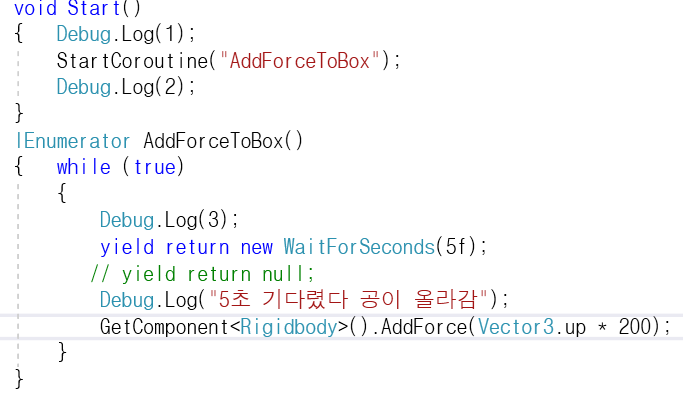 void Start()
{   Debug.Log(1);
    StartCoroutine("AddForceToBox");
    Debug.Log(2);
}
IEnumerator AddForceToBox()
{   while (true)
    {
        Debug.Log(3);
        yield return new WaitForSeconds(5f);
       // yield return null;
        Debug.Log("5초 기다렸다 공이 올라감");
        GetComponent<Rigidbody>().AddForce(Vector3.up * 200);
    }
}